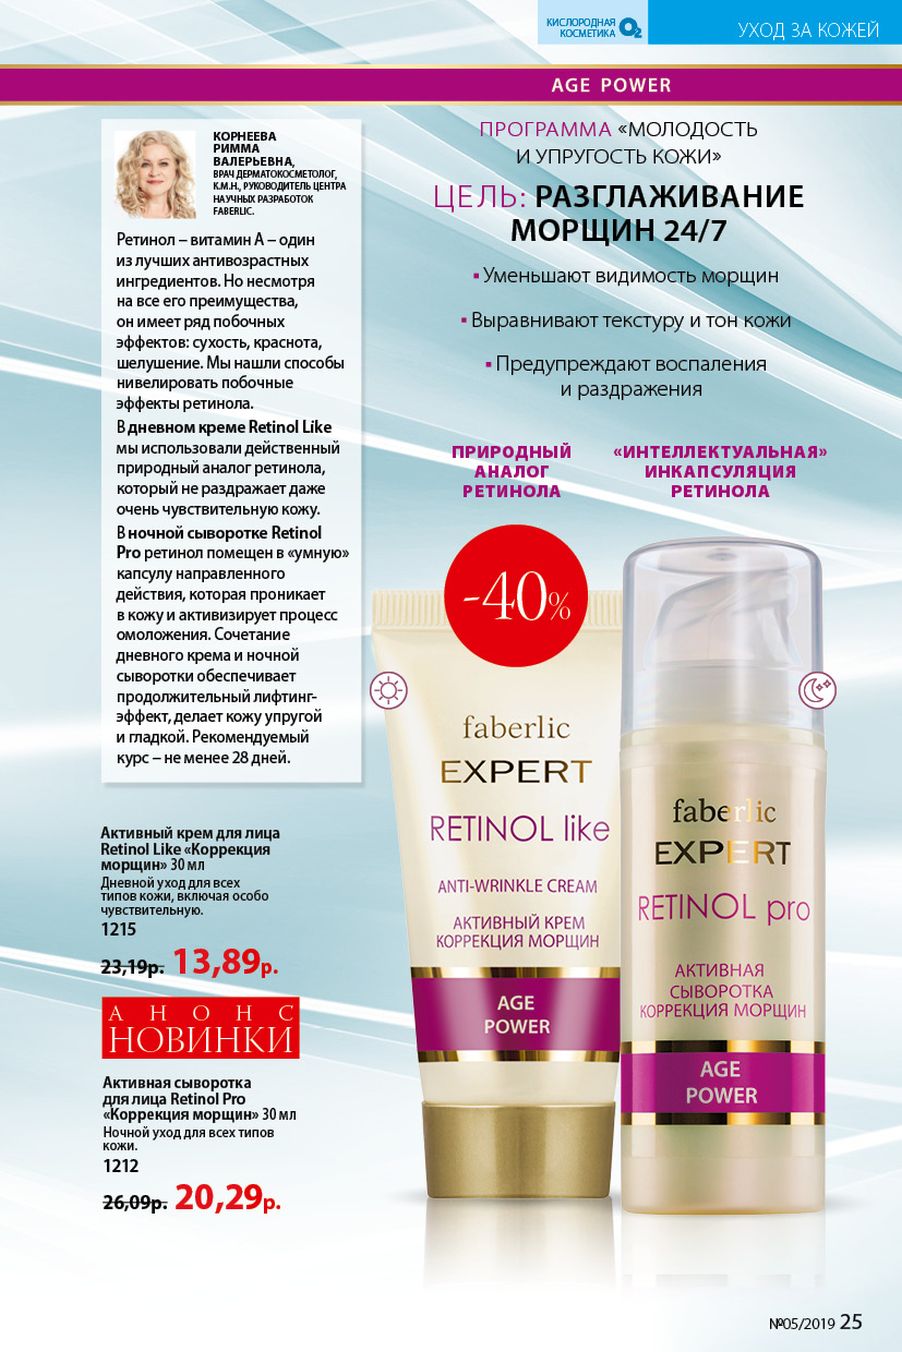 КИСЛОРОДНАЯ
КОСМЕТИКА O2
УХОД ЗА КОЖЕЙ
AGE POWER
КОРНЕЕВА
РИММА
ВАЛЕРЬЕВНА,
ВРАЧ ДЕРМАТОКОСМЕТОЛОГ,
К.М.Н., РУКОВОДИТЕЛЬ ЦЕНТРА
НАУЧНЫХ РАЗРАБОТОК
FABERLIC.
Ретинол – витамин А – один
из лучших антивозрастных
ингредиентов. Но несмотря
на все его преимущества,
он имеет ряд побочных
эффектов: сухость, краснота,
шелушение. Мы нашли способы
нивелировать побочные
эффекты ретинола.
В дневном креме Retinol Like
мы использовали действенный
природный аналог ретинола,
который не раздражает даже
очень чувствительную кожу.
В ночной сыворотке Retinol
Pro ретинол помещен в «умную»
капсулу направленного
действия, которая проникает
в кожу и активизирует процесс
омоложения. Сочетание
дневного крема и ночной
сыворотки обеспечивает
продолжительный лифтинг-
эффект, делает кожу упругой
и гладкой. Рекомендуемый
курс – не менее 28 дней.
ПРОГРАММА «МОЛОДОСТЬ
И УПРУГОСТЬ КОЖИ»
ЦЕЛЬ: РАЗГЛАЖИВАНИЕ
МОРЩИН 24/7
▪ Уменьшают видимость морщин
▪ Выравнивают текстуру и тон кожи
▪ Предупреждают воспаления
и раздражения
ПРИРОДНЫЙ
АНАЛОГ
РЕТИНОЛА
«ИНТЕЛЛЕКТУАЛЬНАЯ»
ИНКАПСУЛЯЦИЯ
РЕТИНОЛА
-40%
faberlic
EXPERT
RETINOL like
ANTI-WRINKLE CREAM
АКТИВНЫЙ КРЕМ
КОРРЕКЦИЯ МОРЩИН
AGE
POWER
faberlic
EXPERT
RETINOL pro
АКТИВНАЯ
СЫВОРОТКА
КОРРЕКЦИЯ МОРЩИН
AGE
POWER
Активный крем для лица
Retinol Like «Коррекция
морщин» 30 мл
Дневной уход для всех
типов кожи, включая особо
чувствительную.
1215
23,19р. 13,89р.
АНОНС
НОВИНКИ
Активная сыворотка
для лица Retinol Pro
«Коррекция морщин» 30 мл
Ночной уход для всех типов
кожи.
1212
26,09р. 20,29р.
№05/2019 25